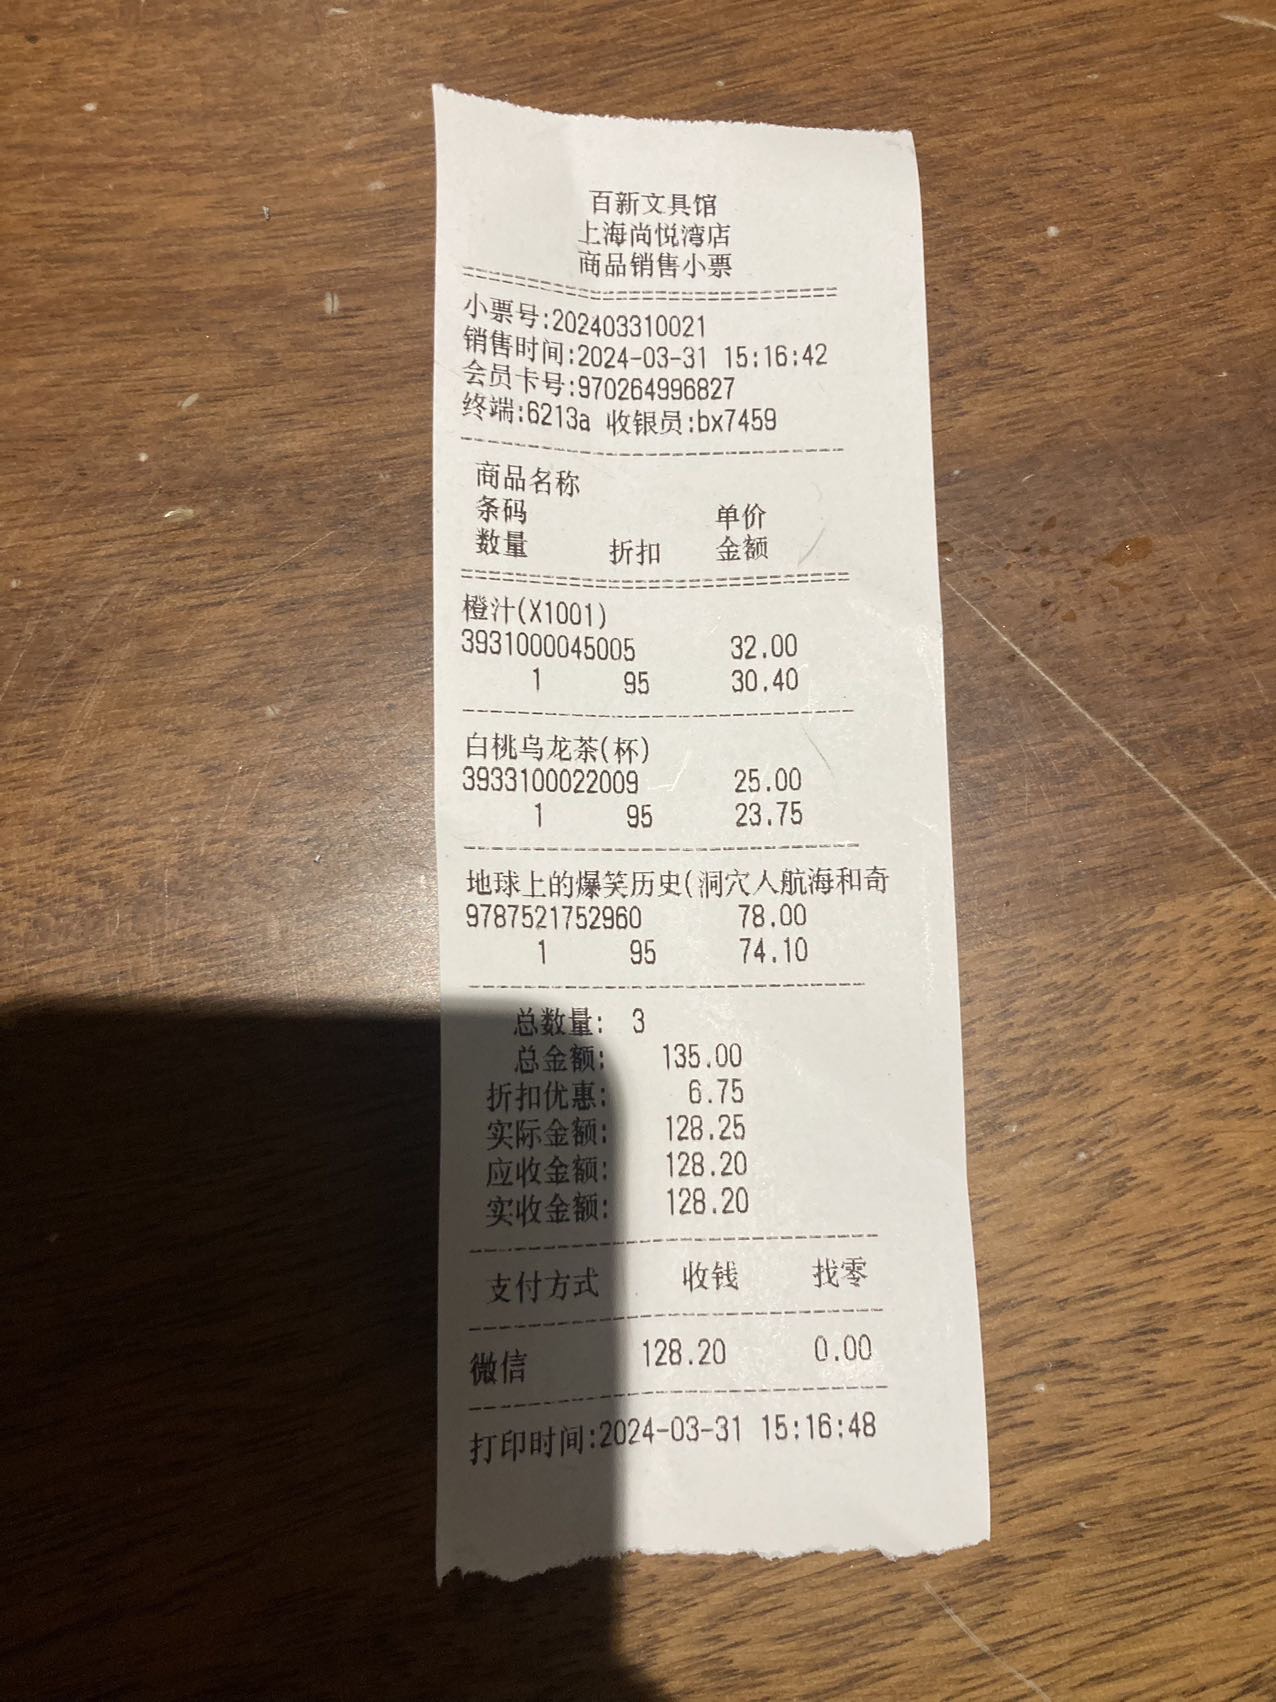 百新文具馆
上海尚悦湾店
商品销售小票
小票号:202403310021
销售时间:2024-03-31 15:16:42
会员卡号:970264996827
终端:6213a 收银员:bx7459
商品名称
条码 单价
数量 折扣 金额
橙汁(X1001)
3931000045005 32.00
1 95 30.40
白桃乌龙茶(杯)
3933100022009 25.00
1 95 23.75
地球上的爆笑历史(洞穴人航海和奇
9787521752960 78.00
1 95 74.10
总数量: 3
总金额: 135.00
折扣优惠: 6.75
实际金额: 128.25
应收金额: 128.20
实收金额: 128.20
支付方式 收钱 找零
微信 128.20 0.00
打印时间:2024-03-31 15:16:48